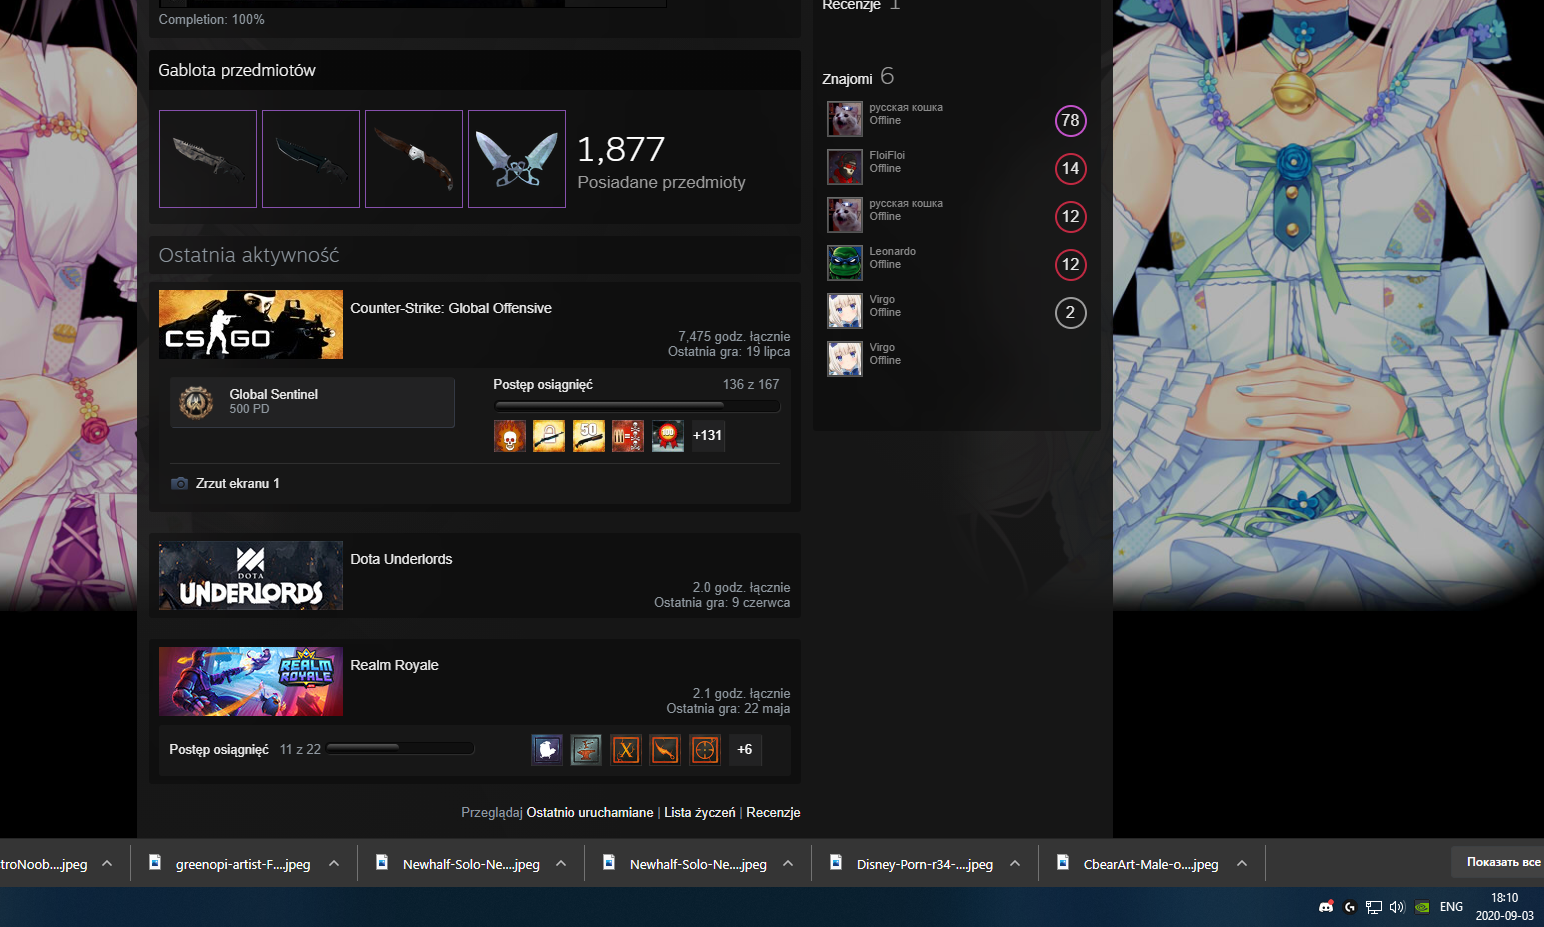 Completion: 100%
Gablota przedmiotów
1,877
Posiadane przedmioty
Ostatnia aktywność
CS GO
Counter-Strike: Global Offensive
7,475 godz. łącznie
Ostatnia gra: 19 lipca
Global Sentinel
500 PD
Postęp osiągnięć 136 z 167
50
100
+131
Zrzut ekranu 1
DOTA
UNDERLORDS
Dota Underlords
2.0 godz. łącznie
Ostatnia gra: 9 czerwca
REALM
ROYALE
Realm Royale
2.1 godz. łącznie
Ostatnia gra: 22 maja
Postęp osiągnięć 11 z 22
X
+6
Przeglądaj Ostatnio uruchamiane | Lista życzeń | Recenzje
Recenzje 1
Znajomi 6
русская кошка
Offline
78
FloiFloi
Offline
14
русская кошка
Offline
12
Leonardo
Offline
12
Virgo
Offline
2
Virgo
Offline
troNoob....jpeg
greenopi-artist-F....jpeg
Newhalf-Solo-Ne....jpeg
Newhalf-Solo-Ne....jpeg
Disney-Porn-r34-....jpeg
CbearArt-Male-o....jpeg
Показать все
ENG
18:10
2020-09-03